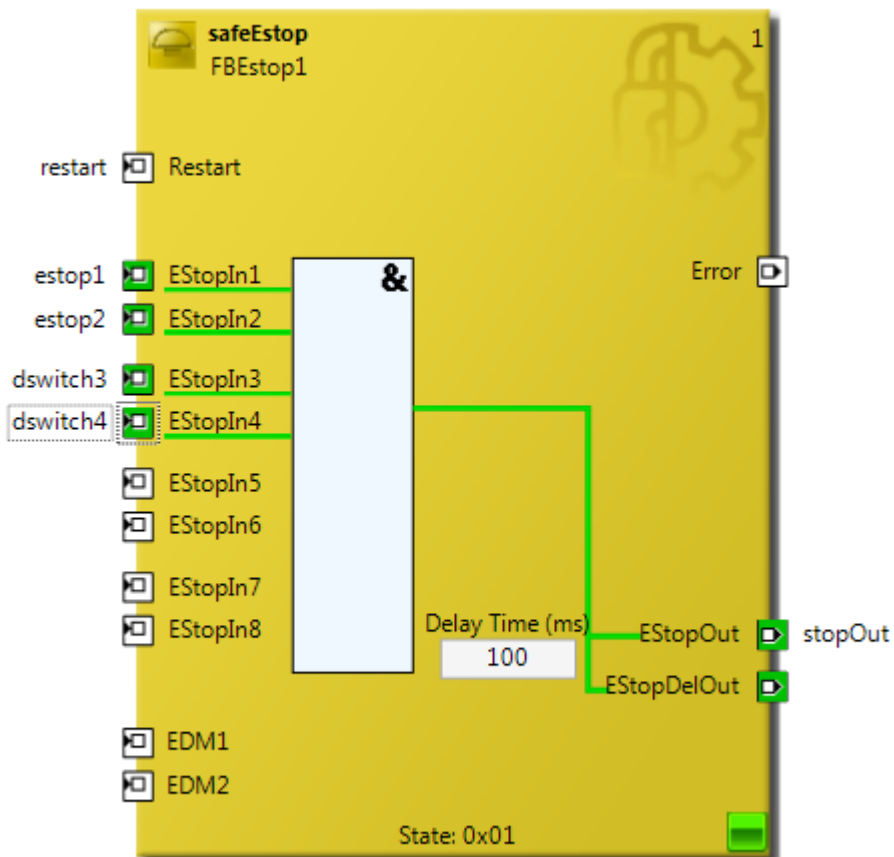 safeEstop
1
FBEstop1
restart Restart
estop1 EStopIn1 & Error
estop2 EStopIn2
dswitch3 EStopIn3
dswitch4 EStopIn4
EStopIn5
EStopIn6
EStopIn7
EStopIn8 Delay Time (ms) EStopOut stopOut
100
EStopDelOut
EDM1
EDM2
State: 0x01